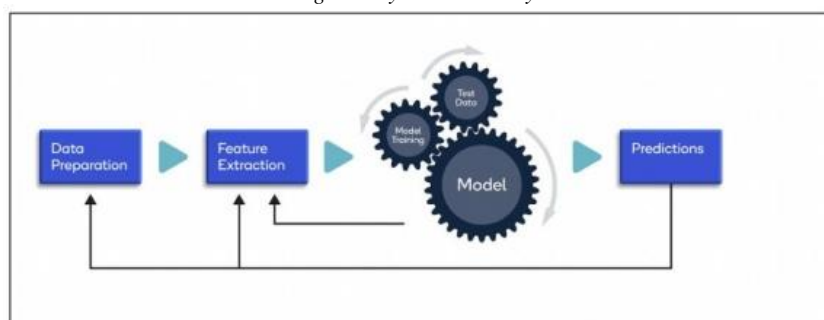 Data
Preparation
Feature
Extraction
Model
Training
Test
Data
Model
Predictions